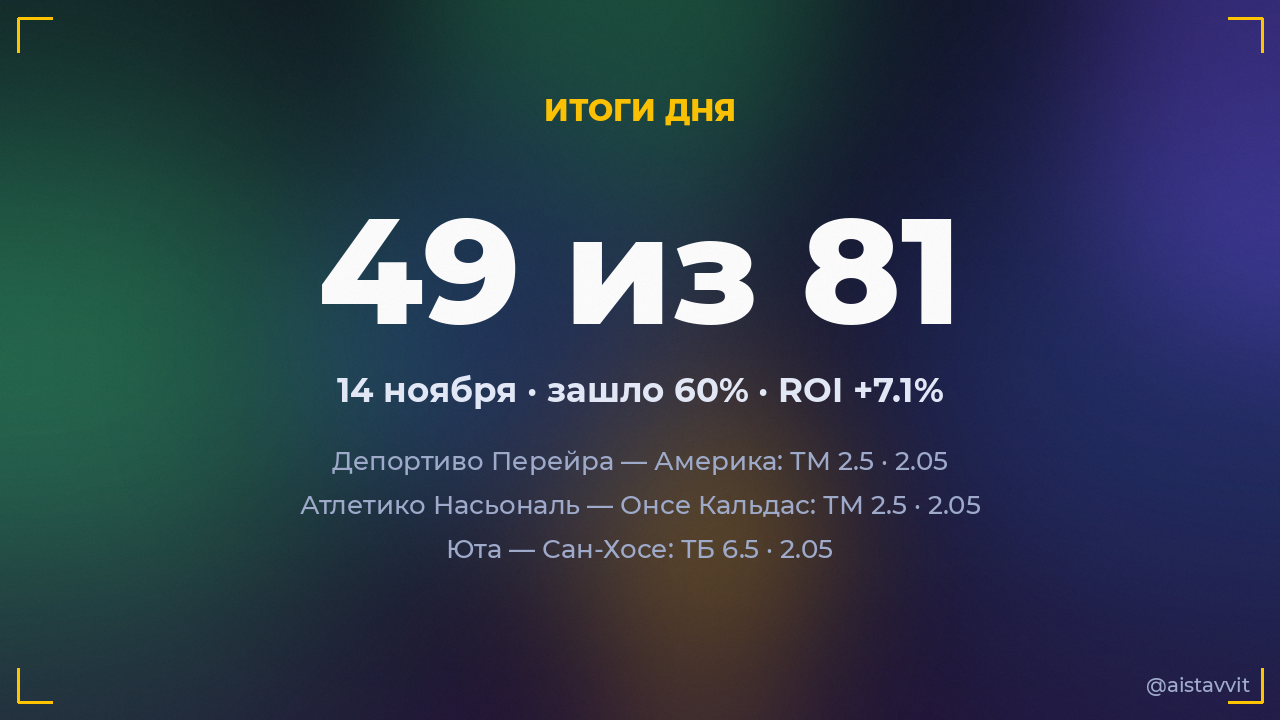 ИТОГИ ДНЯ
49 из 81
14 ноября · зашло 60% · ROI +7.1%
Депортиво Перейра — Америка: ТМ 2.5 · 2.05
Атлетико Насьональ — Онсе Кальдас: ТМ 2.5 · 2.05
Юта — Сан-Хосе: ТБ 6.5 · 2.05
@aistavvit